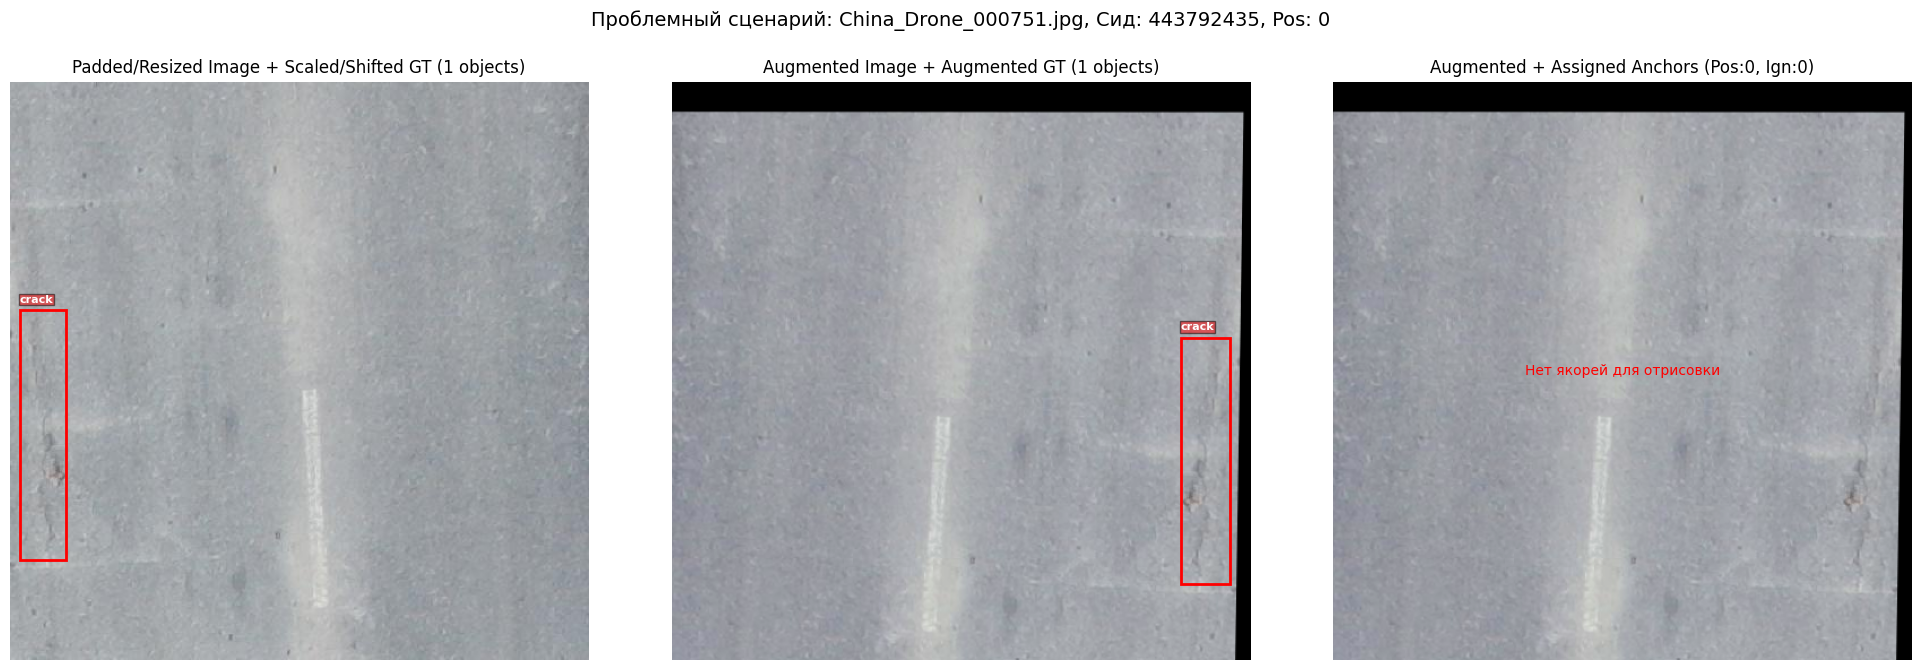 Проблемный сценарий: China_Drone_000751.jpg, Сид: 443792435, Pos: 0
Padded/Resized Image + Scaled/Shifted GT (1 objects)
Augmented Image + Augmented GT (1 objects)
Augmented + Assigned Anchors (Pos:0, Ign:0)
crack
crack
Нет якорей для отрисовки